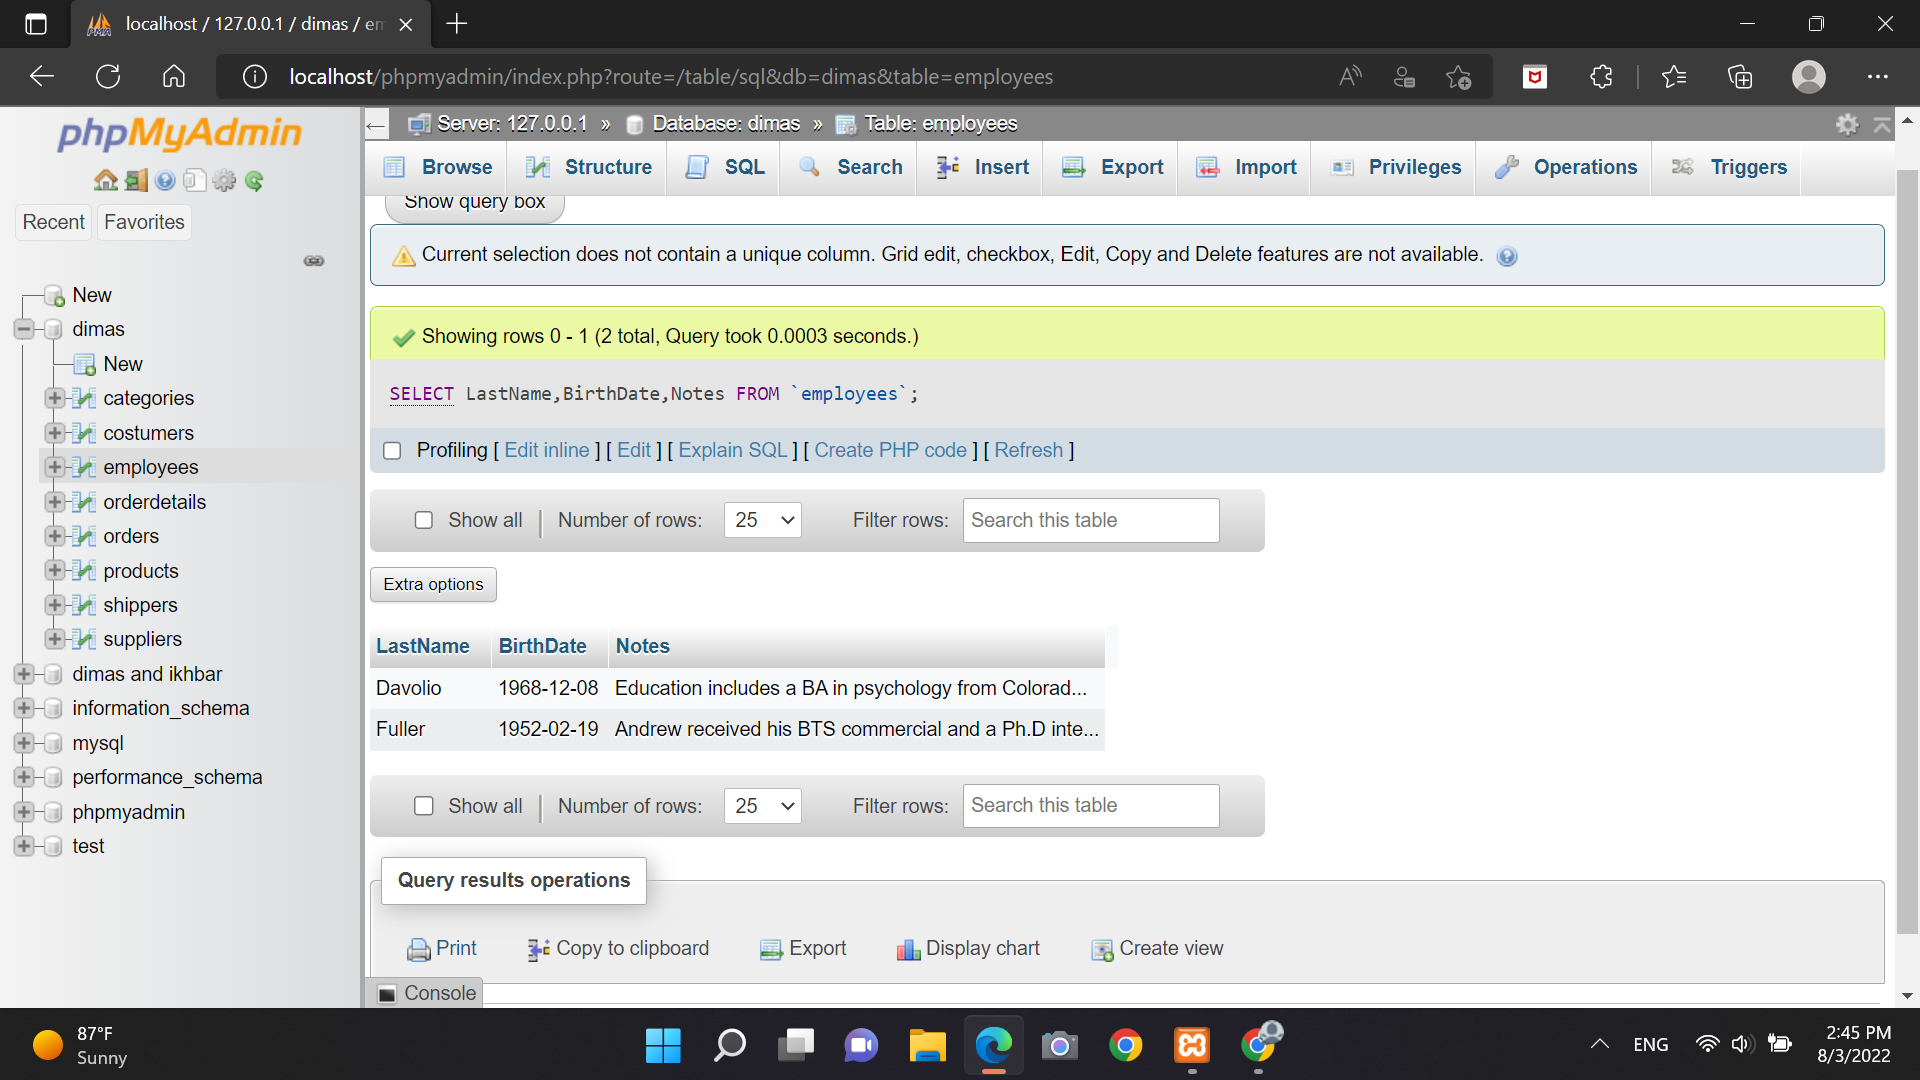 localhost / 127.0.0.1 / dimas / em
localhost/phpmyadmin/index.php?route=/table/sql&db=dimas&table=employees
phpMyAdmin
Recent Favorites
New
dimas
New
categories
costumers
employees
orderdetails
orders
products
shippers
suppliers
dimas and ikhbar
information_schema
mysql
performance_schema
phpmyadmin
test
Server: 127.0.0.1 » Database: dimas » Table: employees
Browse Structure SQL Search Insert Export Import Privileges Operations Triggers
Show query box
Current selection does not contain a unique column. Grid edit, checkbox, Edit, Copy and Delete features are not available.
Showing rows 0 - 1 (2 total, Query took 0.0003 seconds.)
SELECT LastName,BirthDate,Notes FROM `employees`;
Profiling [ Edit inline ] [ Edit ] [ Explain SQL ] [ Create PHP code ] [ Refresh ]
Show all | Number of rows: 25 Filter rows: Search this table
Extra options
LastName BirthDate Notes
Davolio 1968-12-08 Education includes a BA in psychology from Colorad...
Fuller 1952-02-19 Andrew received his BTS commercial and a Ph.D inte...
Show all | Number of rows: 25 Filter rows: Search this table
Query results operations
Print Copy to clipboard Export Display chart Create view
Console
87°F
Sunny
ENG
2:45 PM
8/3/2022